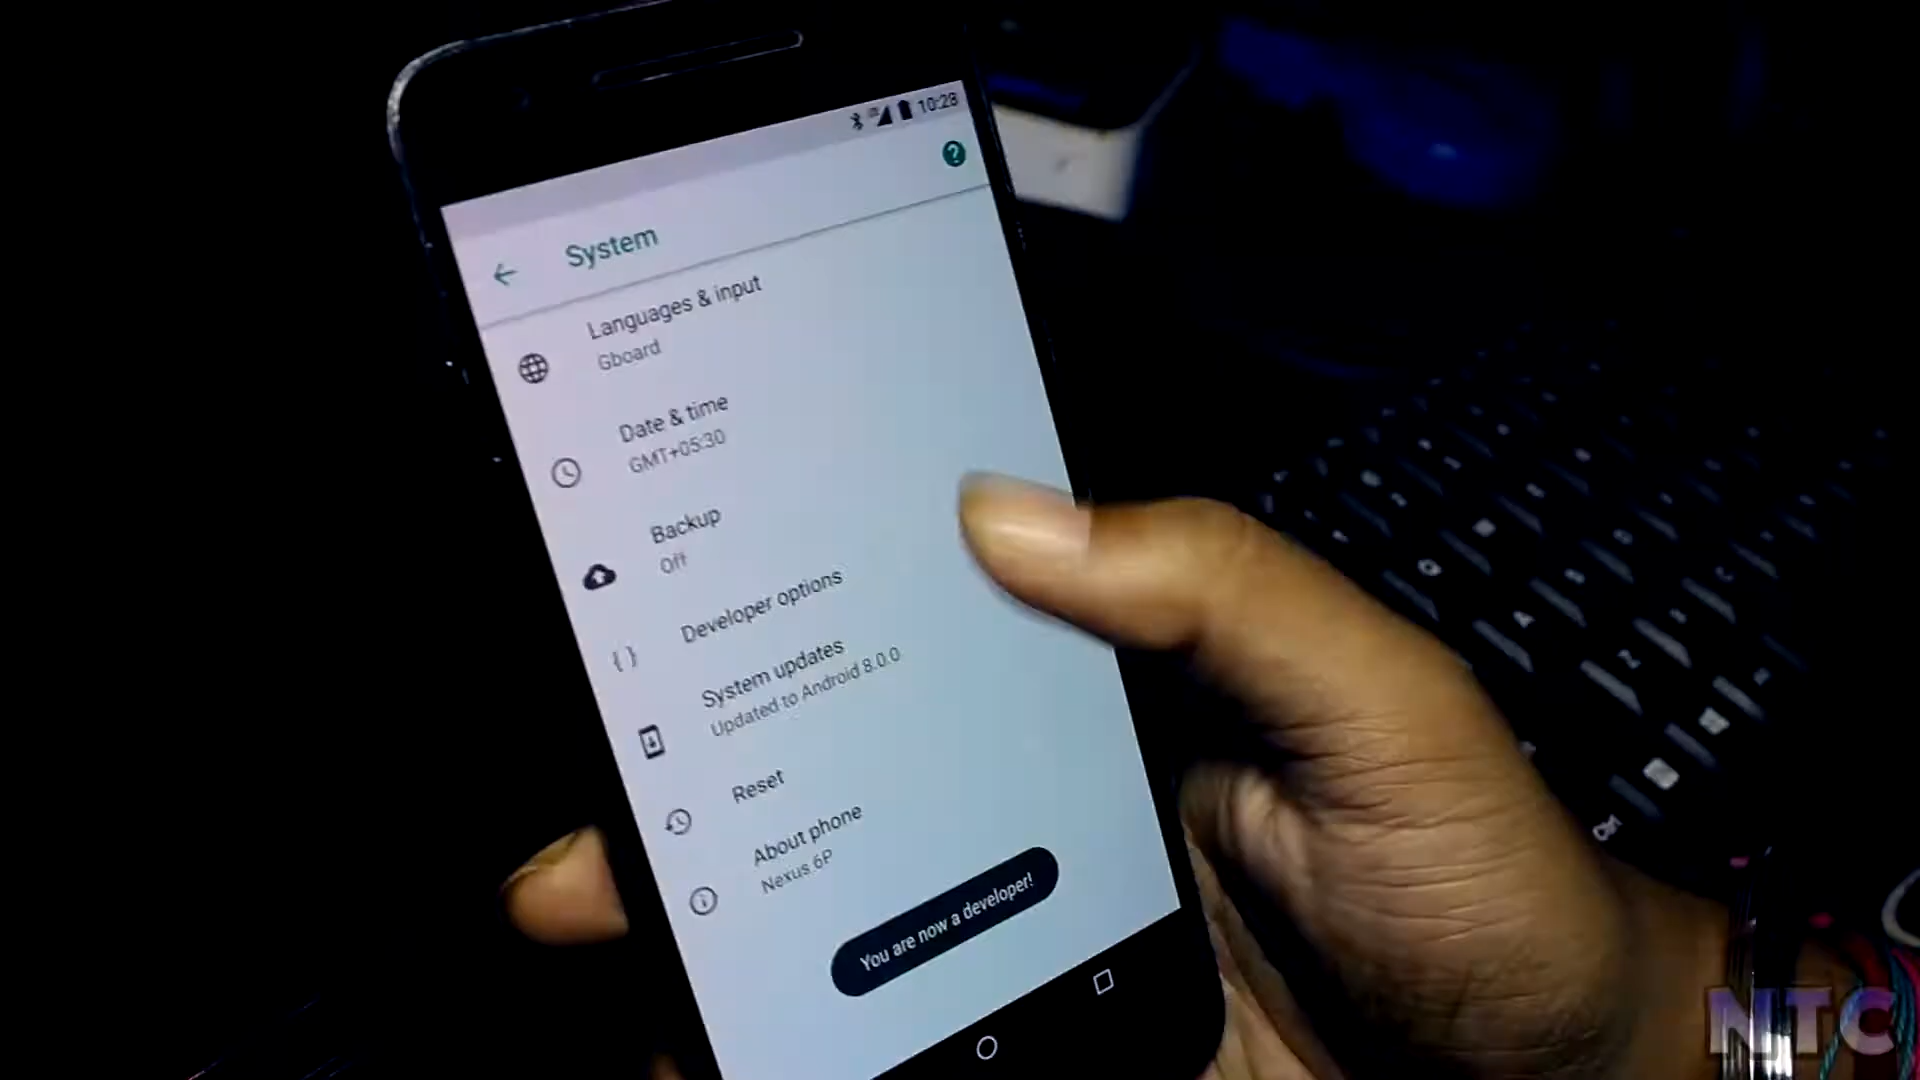 10:28
?
System
Languages & input
Gboard
Date & time
GMT+05:30
Backup
Off
{ } Developer options
System updates
Updated to Android 8.0.0
Reset
About phone
Nexus 6P
You are now a developer!
Ctrl
NTC